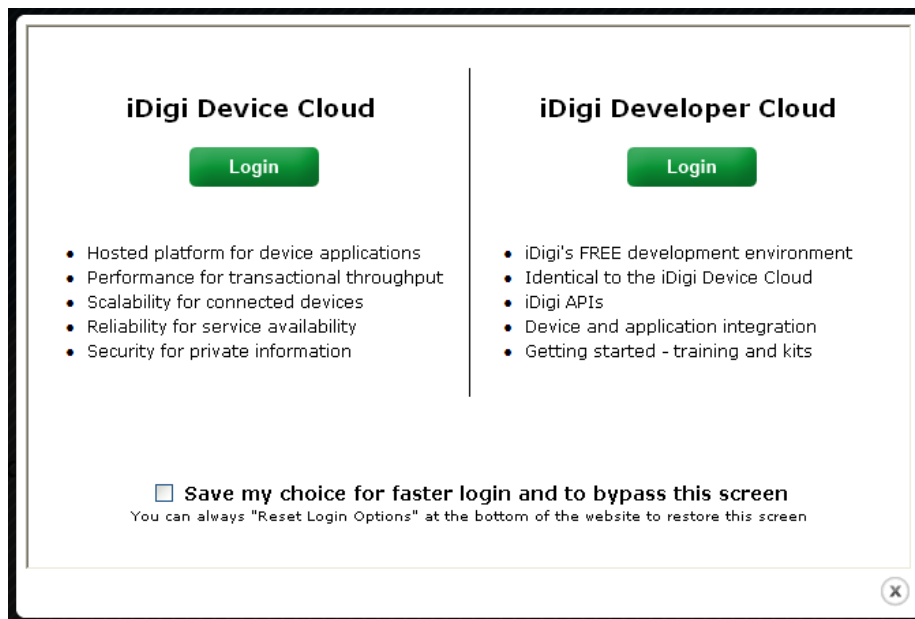 iDigi Device Cloud
Login
• Hosted platform for device applications
• Performance for transactional throughput
• Scalability for connected devices
• Reliability for service availability
• Security for private information
iDigi Developer Cloud
Login
• iDigi's FREE development environment
• Identical to the iDigi Device Cloud
• iDigi APIs
• Device and application integration
• Getting started - training and kits
Save my choice for faster login and to bypass this screen
You can always "Reset Login Options" at the bottom of the website to restore this screen